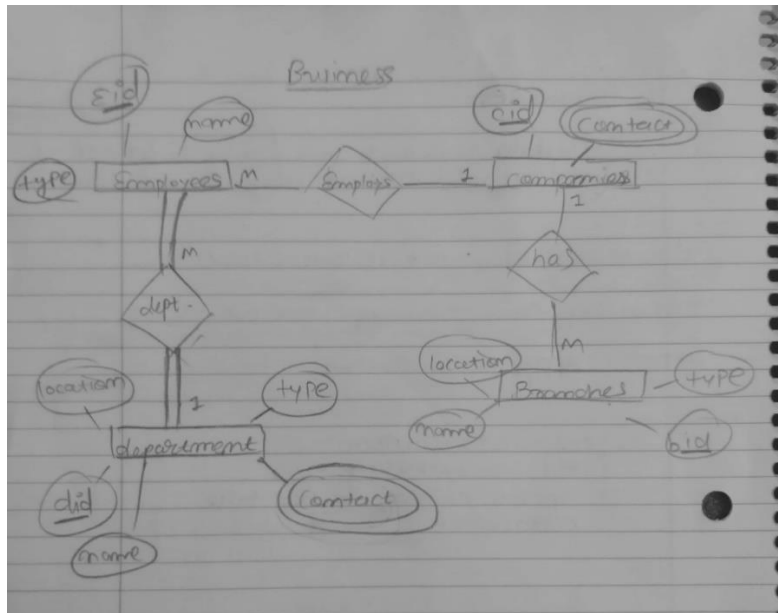 Business
Eid
name
cid
Contact
type
Employees
M
Employs
1
Companies
1
M
has
dept.
M
location
type
1
location
Branches
type
name
bid
department
did
Contact
name